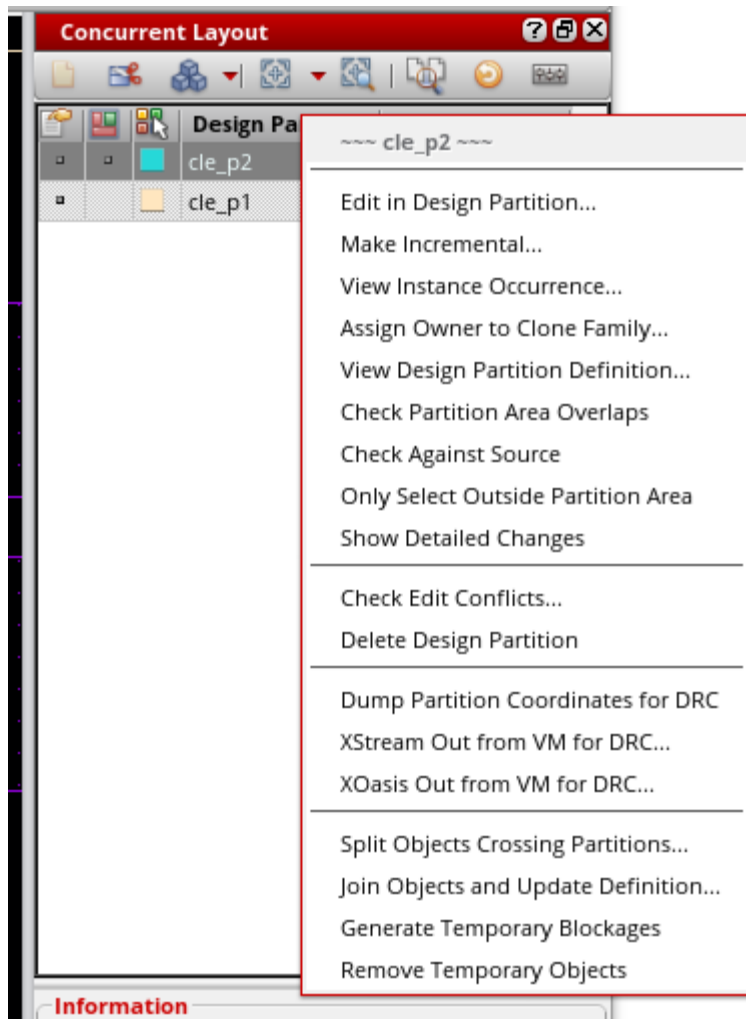 Concurrent Layout
Design Pa
cle_p2
cle_p1
~~~ cle_p2 ~~~
Edit in Design Partition...
Make Incremental...
View Instance Occurrence...
Assign Owner to Clone Family...
View Design Partition Definition...
Check Partition Area Overlaps
Check Against Source
Only Select Outside Partition Area
Show Detailed Changes
Check Edit Conflicts...
Delete Design Partition
Dump Partition Coordinates for DRC
XStream Out from VM for DRC...
XOasis Out from VM for DRC...
Split Objects Crossing Partitions...
Join Objects and Update Definition...
Generate Temporary Blockages
Remove Temporary Objects
Information